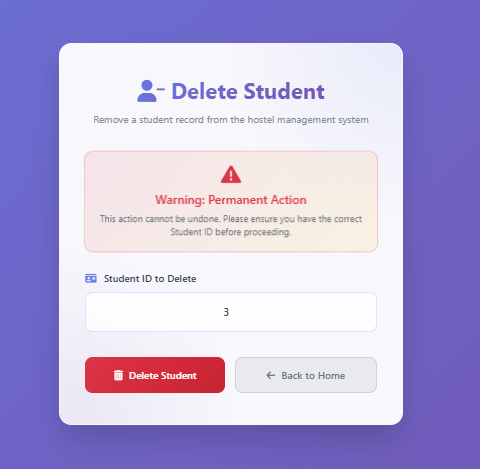 Delete Student
Remove a student record from the hostel management system
Warning: Permanent Action
This action cannot be undone. Please ensure you have the correct
Student ID before proceeding.
Student ID to Delete
3
Delete Student
Back to Home